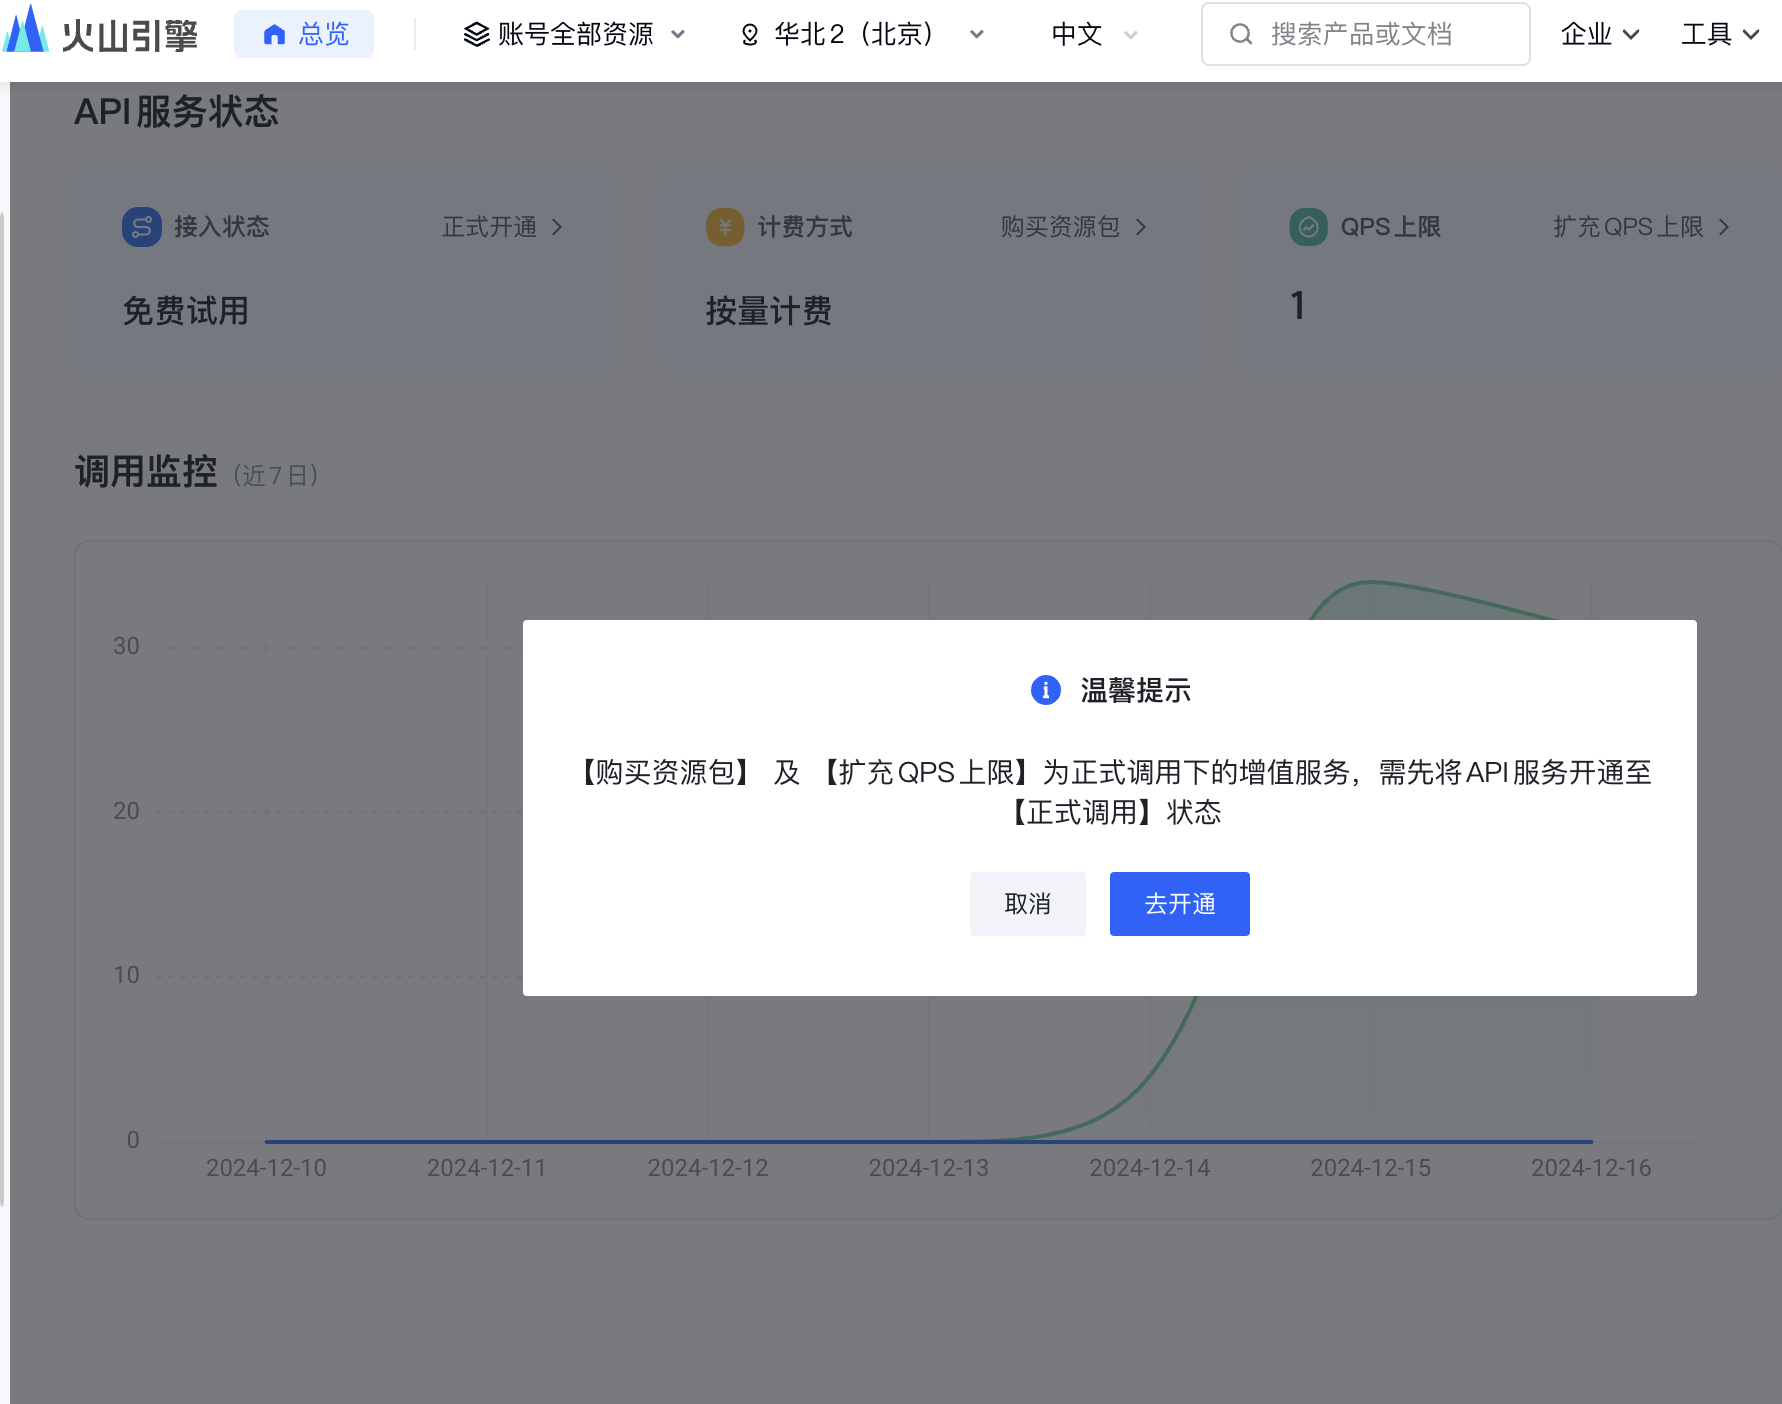 火山引擎
总览
账号全部资源
华北2（北京）
中文
搜索产品或文档
企业
工具
API服务状态
接入状态
正式开通
免费试用
计费方式
购买资源包
按量计费
QPS上限
扩充QPS上限
1
调用监控（近7日）
30
20
10
0
2024-12-10
2024-12-11
2024-12-12
2024-12-13
2024-12-14
2024-12-15
2024-12-16
温馨提示
【购买资源包】 及 【扩充QPS上限】为正式调用下的增值服务，需先将API服务开通至
【正式调用】状态
取消
去开通